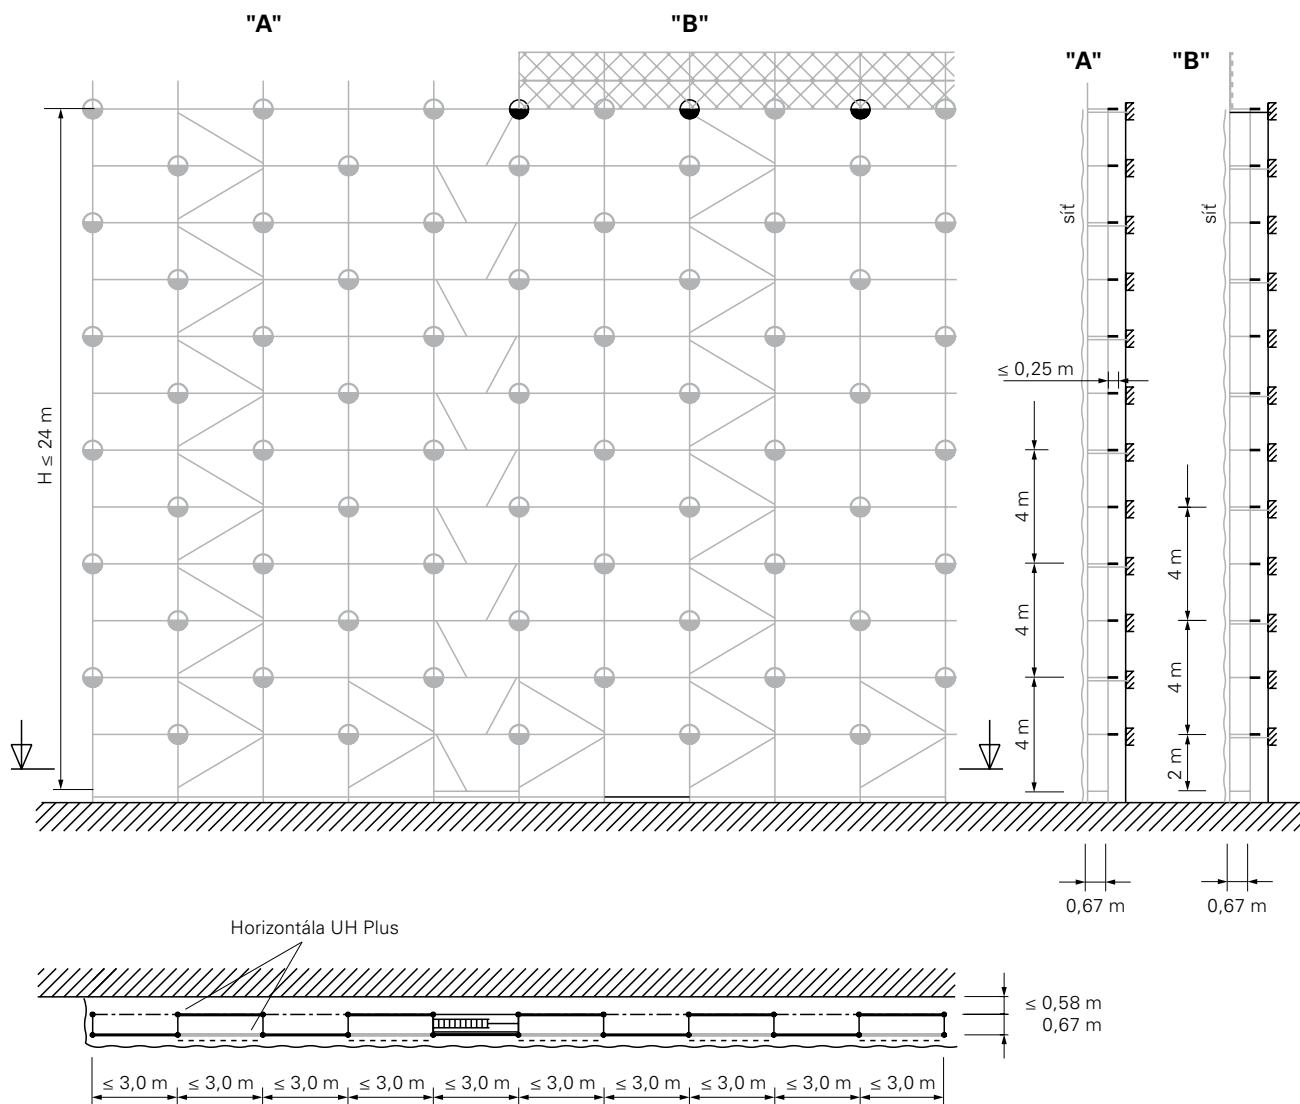 "A"
"B"
"A"
"B"
H ≤ 24 m
síť
síť
≤ 0,25 m
4 m
4 m
4 m
4 m
4 m
2 m
0,67 m
0,67 m
Horizontála UH Plus
≤ 0,58 m
0,67 m
≤ 3,0 m ≤ 3,0 m ≤ 3,0 m ≤ 3,0 m ≤ 3,0 m ≤ 3,0 m ≤ 3,0 m ≤ 3,0 m ≤ 3,0 m ≤ 3,0 m